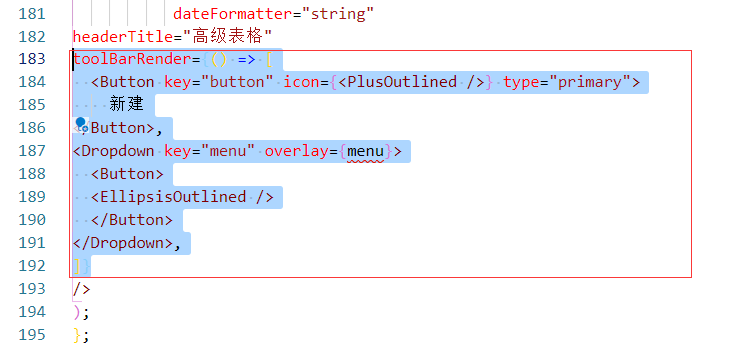 181 dateFormatter="string"
182 headerTitle="高级表格"
183 toolBarRender={() => [
184 <Button key="button" icon={<PlusOutlined />} type="primary">
185 新建
186 /Button>,
187 <Dropdown key="menu" overlay={menu}>
188 <Button>
189 <EllipsisOutlined />
190 </Button>
191 </Dropdown>,
192 ]}
193 />
194 );
195 };